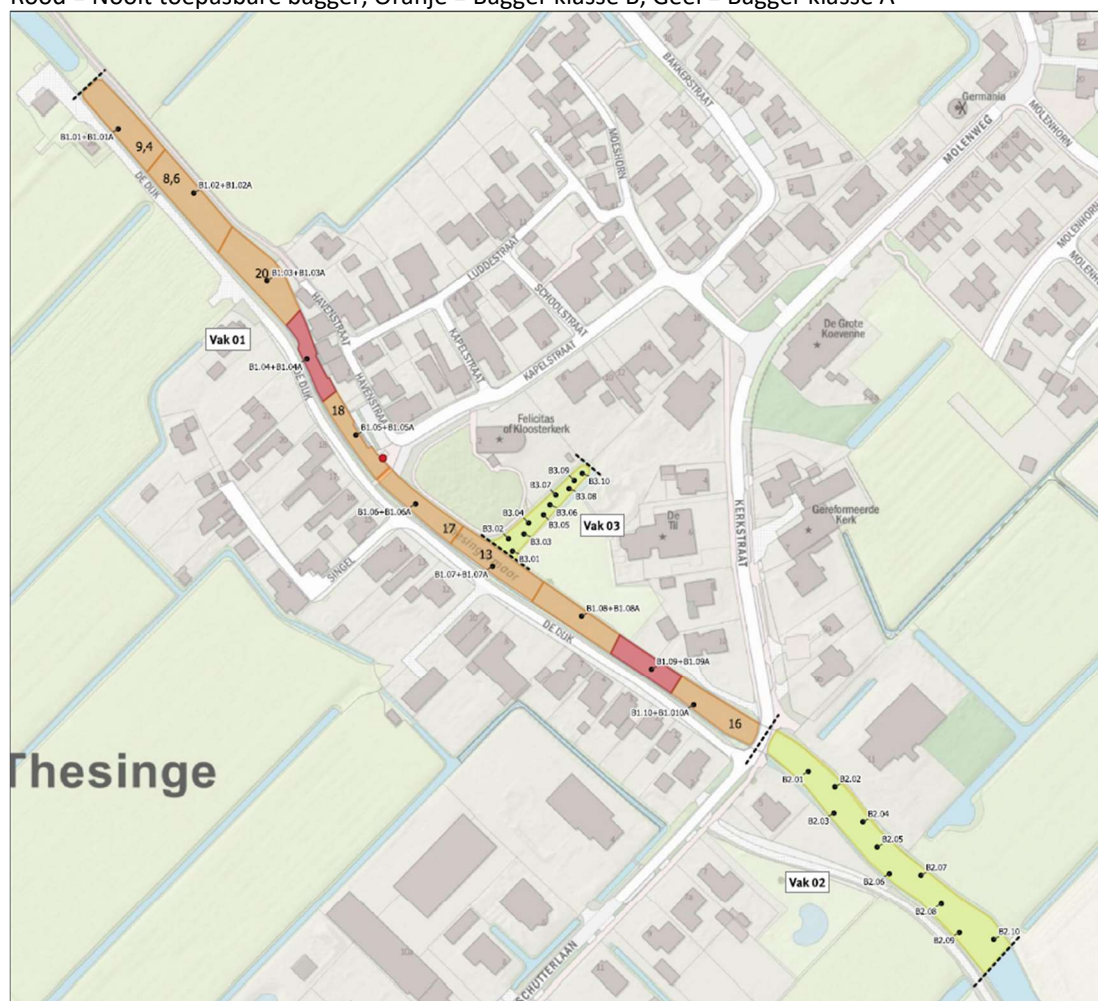 Rood = Nooit toepasbare bagger, Oranje = Bagger klasse B, Geel = Bagger klasse A
BAKKERSTRAAT
Germania
MOLENHORN
MOLENWEG
MOESHORN
B1.01+B1.01A
9,4
8,6
B1.02+B1.02A
DE DIJK
MOLENHORN
LUDDESTRAAT
20
B1.03+B1.03A
HAVENSTRAAT
SCHOOLSTRAAT
De Grote
Koevenne
Vak 01
KAPELSTRAAT
B1.04+B1.04A
DE DIJK
KAPELSTRAAT
HAVENSTRAAT
18
B1.05+B1.05A
Felicitas
of Kloosterkerk
B3.09
B3.10
B3.07
B3.08
B1.06+B1.06A
B3.04
B3.06
B3.05
Vak 03
B3.02
B3.03
17
De
Til
Gereformeerde
Kerk
KERKSTRAAT
B3.01
13
SINGEL
B1.07+B1.07A
B1.08+B1.08A
DE DIJK
B1.09+B1.09A
B1.10+B1.010A
16
Thesinge
B2.01
B2.02
B2.03
B2.04
B2.05
B2.06
B2.07
Vak 02
B2.08
B2.09
B2.10
SCHUTTERLAAN